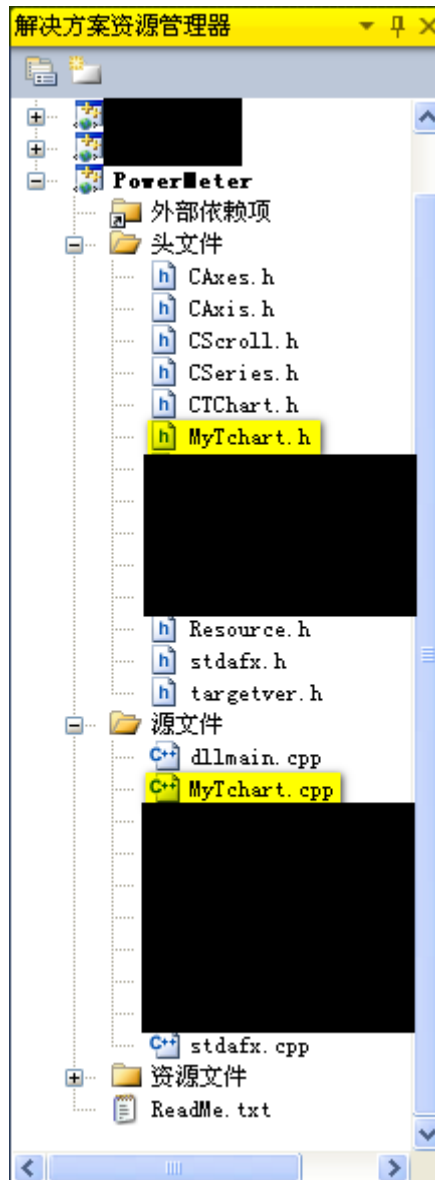 解决方案资源管理器
PowerMeter
外部依赖项
头文件
CAxes.h
CAxis.h
CScroll.h
CSeries.h
CTChart.h
MyTchart.h
Resource.h
stdafx.h
targetver.h
源文件
dllmain.cpp
MyTchart.cpp
stdafx.cpp
资源文件
ReadMe.txt